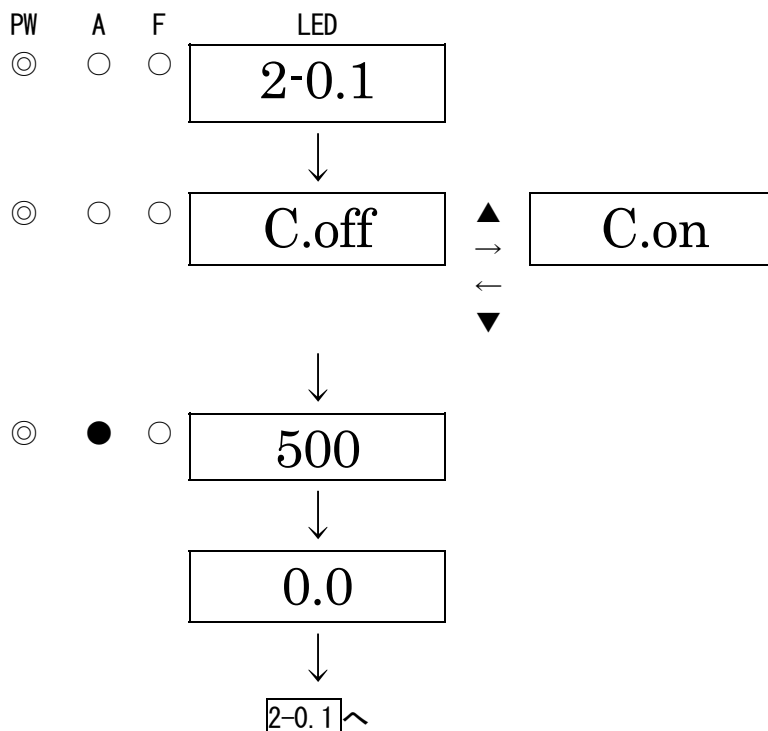 PW A F LED
◎ ○ ○ 2-0.1
↓
◎ ○ ○ C.off ▲ C.on
→
←
▼
↓
◎ ● ○ 500
↓
0.0
↓
2-0.1へ